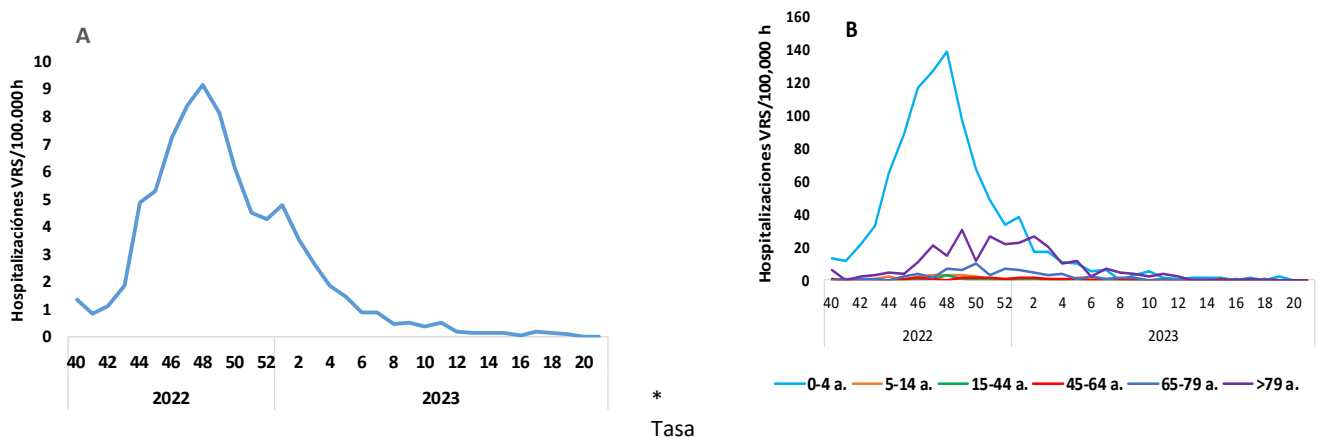 A
Hospitalizaciónes VRS/100.000 h
10
9
8
7
6
5
4
3
2
1
0
40 42 44 46 48 50 52 2 4 6 8 10 12 14 16 18 20
2022 2023
*
Tasa
B
Hospitalizaciones VRS/100,000 h
160
140
120
100
80
60
40
20
0
40 42 44 46 48 50 52 2 4 6 8 10 12 14 16 18 20
2022 2023
0-4 a. 5-14 a. 15-44 a. 45-64 a. 65-79 a. >79 a.